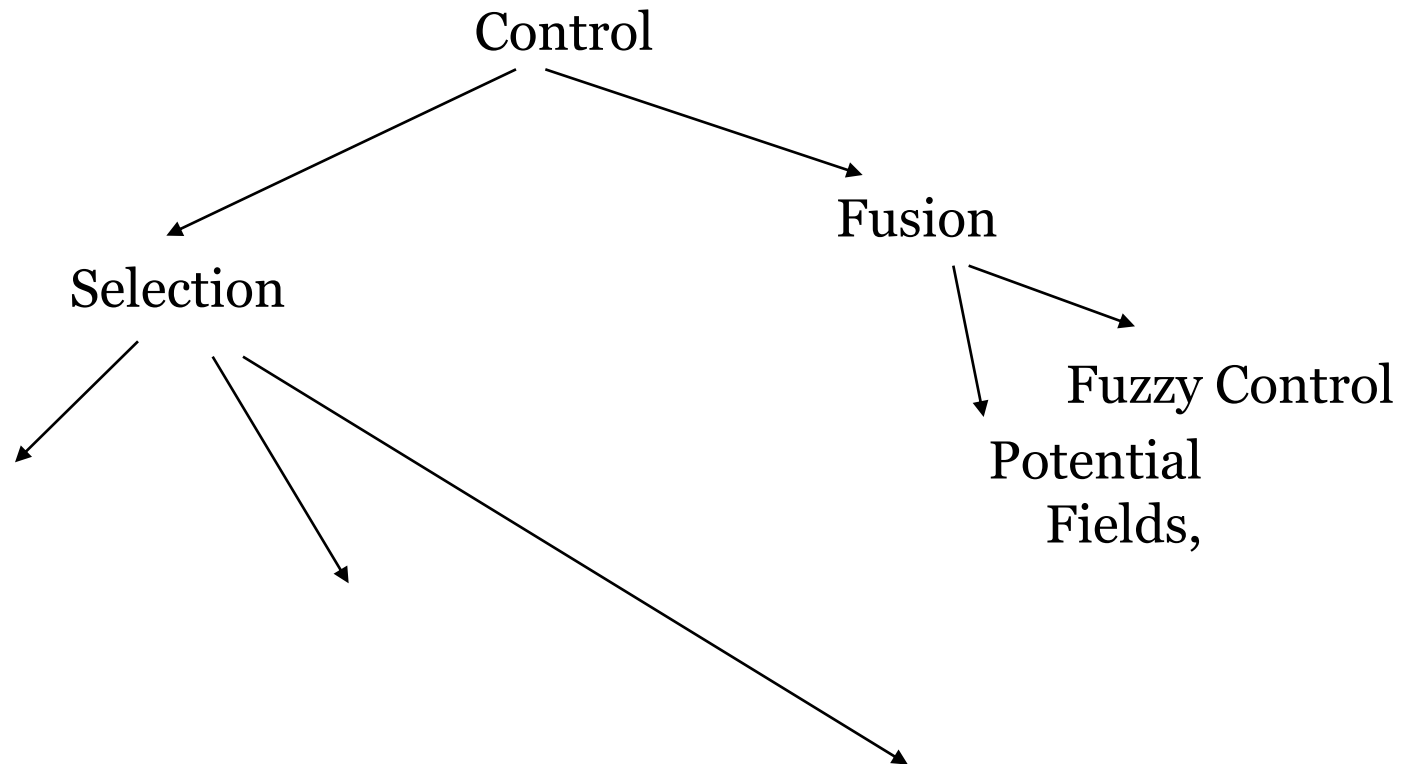 Control
Fusion
Selection
Fuzzy Control
Potential
Fields,